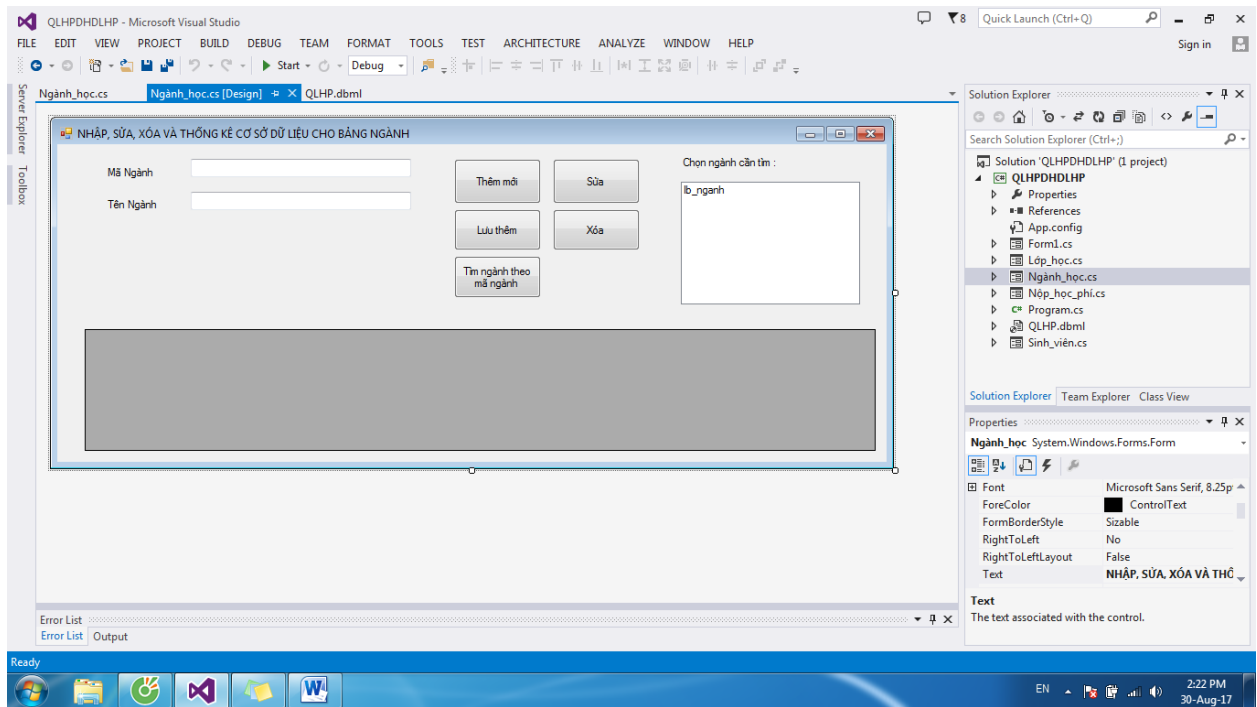 QLHPDHDLHP - Microsoft Visual Studio
8 Quick Launch (Ctrl+Q)
FILE EDIT VIEW PROJECT BUILD DEBUG TEAM FORMAT TOOLS TEST ARCHITECTURE ANALYZE WINDOW HELP
Sign in
Start Debug
Server Explorer
Toolbox
Ngành_học.cs Ngành_học.cs [Design] QLHP.dbml
NHẬP, SỬA, XÓA VÀ THỐNG KÊ CƠ SỞ DỮ LIỆU CHO BẢNG NGÀNH
Mã Ngành
Tên Ngành
Thêm mới Sửa
Lưu thêm Xóa
Tìm ngành theo
mã ngành
Chọn ngành cần tìm :
lb_nganh
Solution Explorer
Search Solution Explorer (Ctrl+;)
Solution 'QLHPDHDLHP' (1 project)
C# QLHPDHDLHP
Properties
References
App.config
Form1.cs
Lớp_học.cs
Ngành_học.cs
Nộp_học_phí.cs
C# Program.cs
QLHP.dbml
Sinh_viên.cs
Solution Explorer Team Explorer Class View
Properties
Ngành_học System.Windows.Forms.Form
Font Microsoft Sans Serif, 8.25p
ForeColor ControlText
FormBorderStyle Sizable
RightToLeft No
RightToLeftLayout False
Text NHẬP, SỬA, XÓA VÀ THỐ
Text
The text associated with the control.
Error List
Error List Output
Ready
W
EN
2:22 PM
30-Aug-17